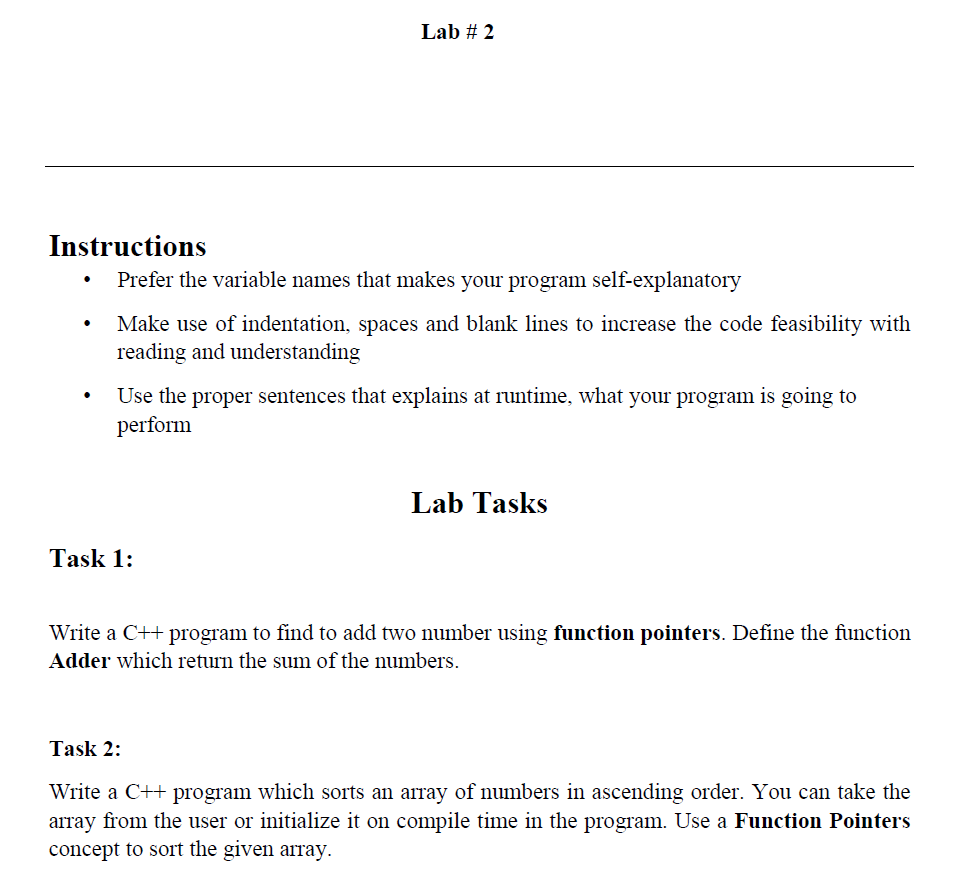 Lab # 2
Instructions
• Prefer the variable names that makes your program self-explanatory
• Make use of indentation, spaces and blank lines to increase the code feasibility with
reading and understanding
• Use the proper sentences that explains at runtime, what your program is going to
perform
Lab Tasks
Task 1:
Write a C++ program to find to add two number using function pointers. Define the function
Adder which return the sum of the numbers.
Task 2:
Write a C++ program which sorts an array of numbers in ascending order. You can take the
array from the user or initialize it on compile time in the program. Use a Function Pointers
concept to sort the given array.